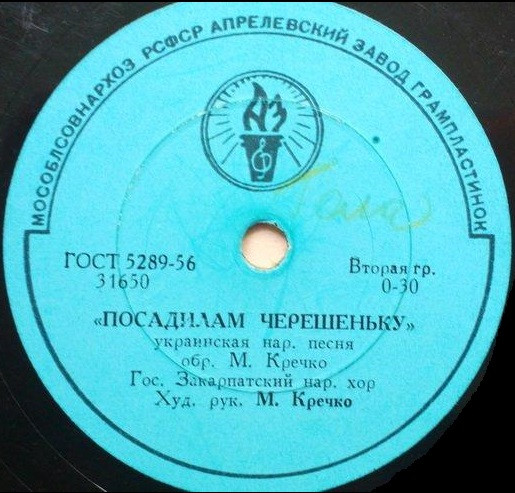 МОСОБЛСОВНАРХОЗ РСФСР АПРЕЛЕВСКИЙ ЗАВОД ГРАМПЛАСТИНОК
АЗ
ГОСТ 5289-56
31650
Вторая гр.
0-30
«ПОСАДИЛАМ ЧЕРЕШЕНЬКУ»
украинская нар. песня
обр. М. Кречко
Гос. Закарпатский нар. хор
Худ. рук. М. Кречко